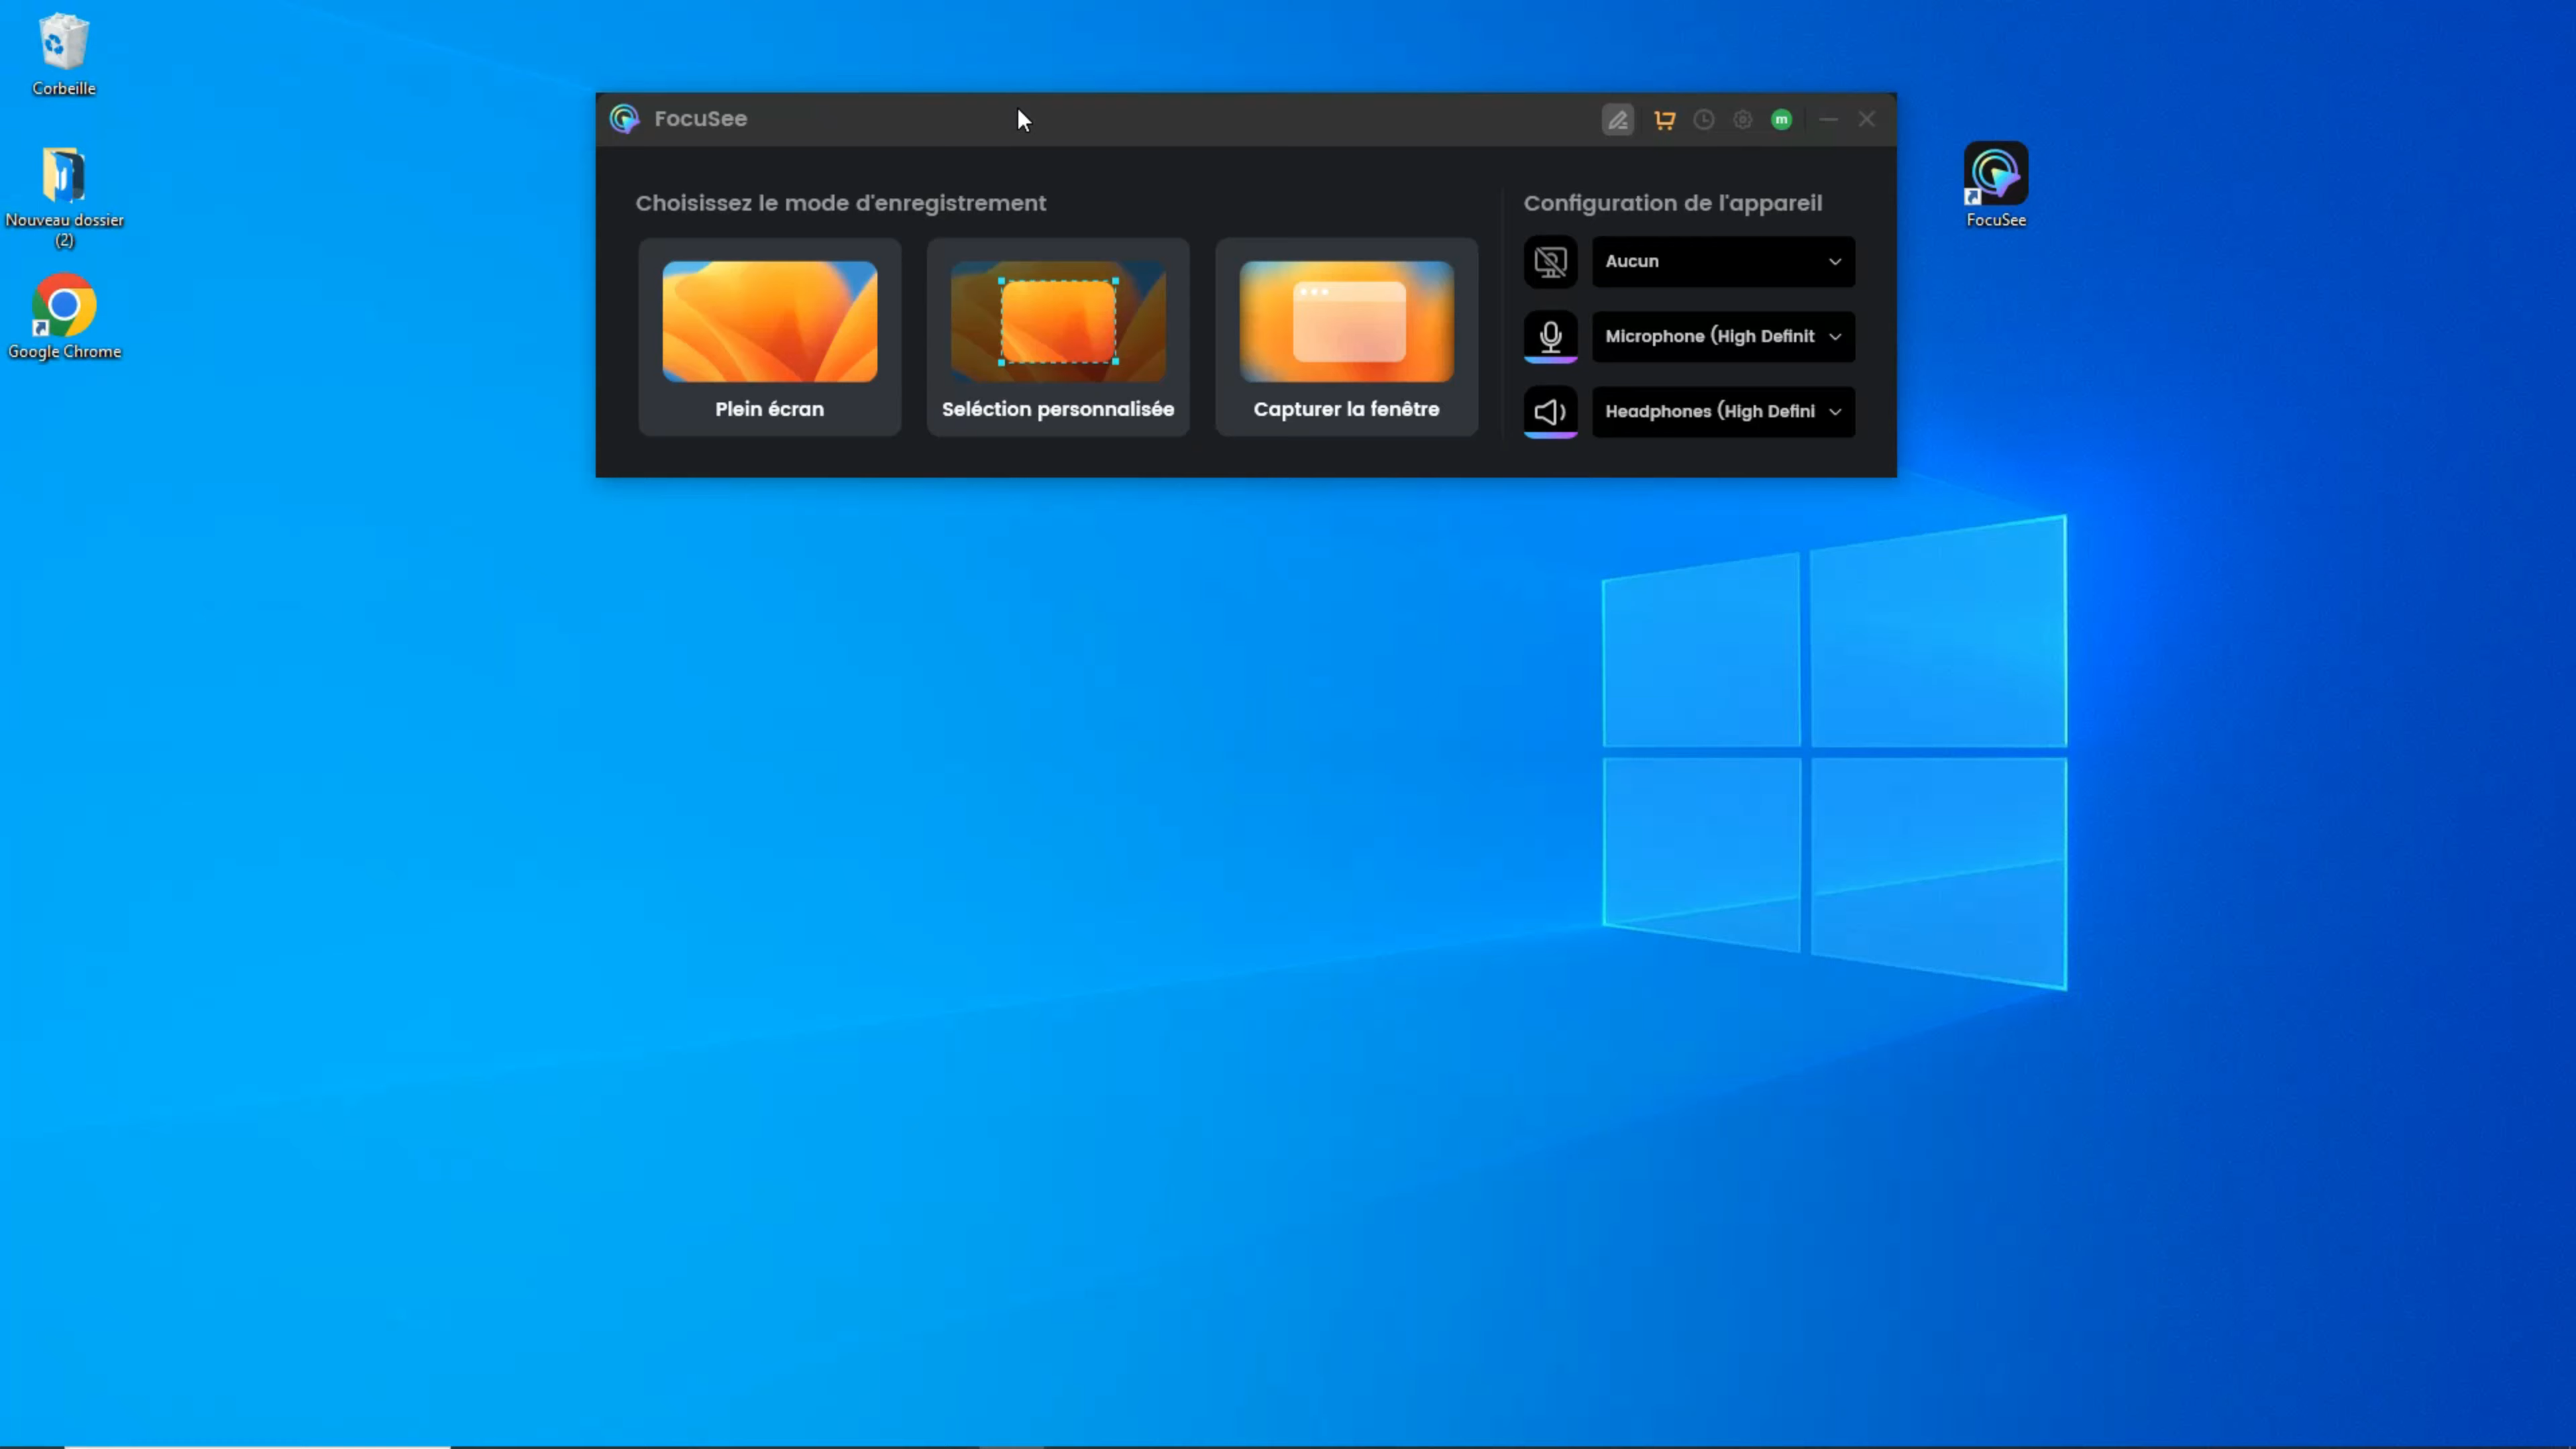 Corbeille
Nouveau dossier
(2)
Google Chrome
FocuSee
m
Choisissez le mode d'enregistrement
Plein écran
Seléction personnalisée
Capturer la fenêtre
Configuration de l'appareil
Aucun
Microphone (High Definit
Headphones (High Defini
FocuSee